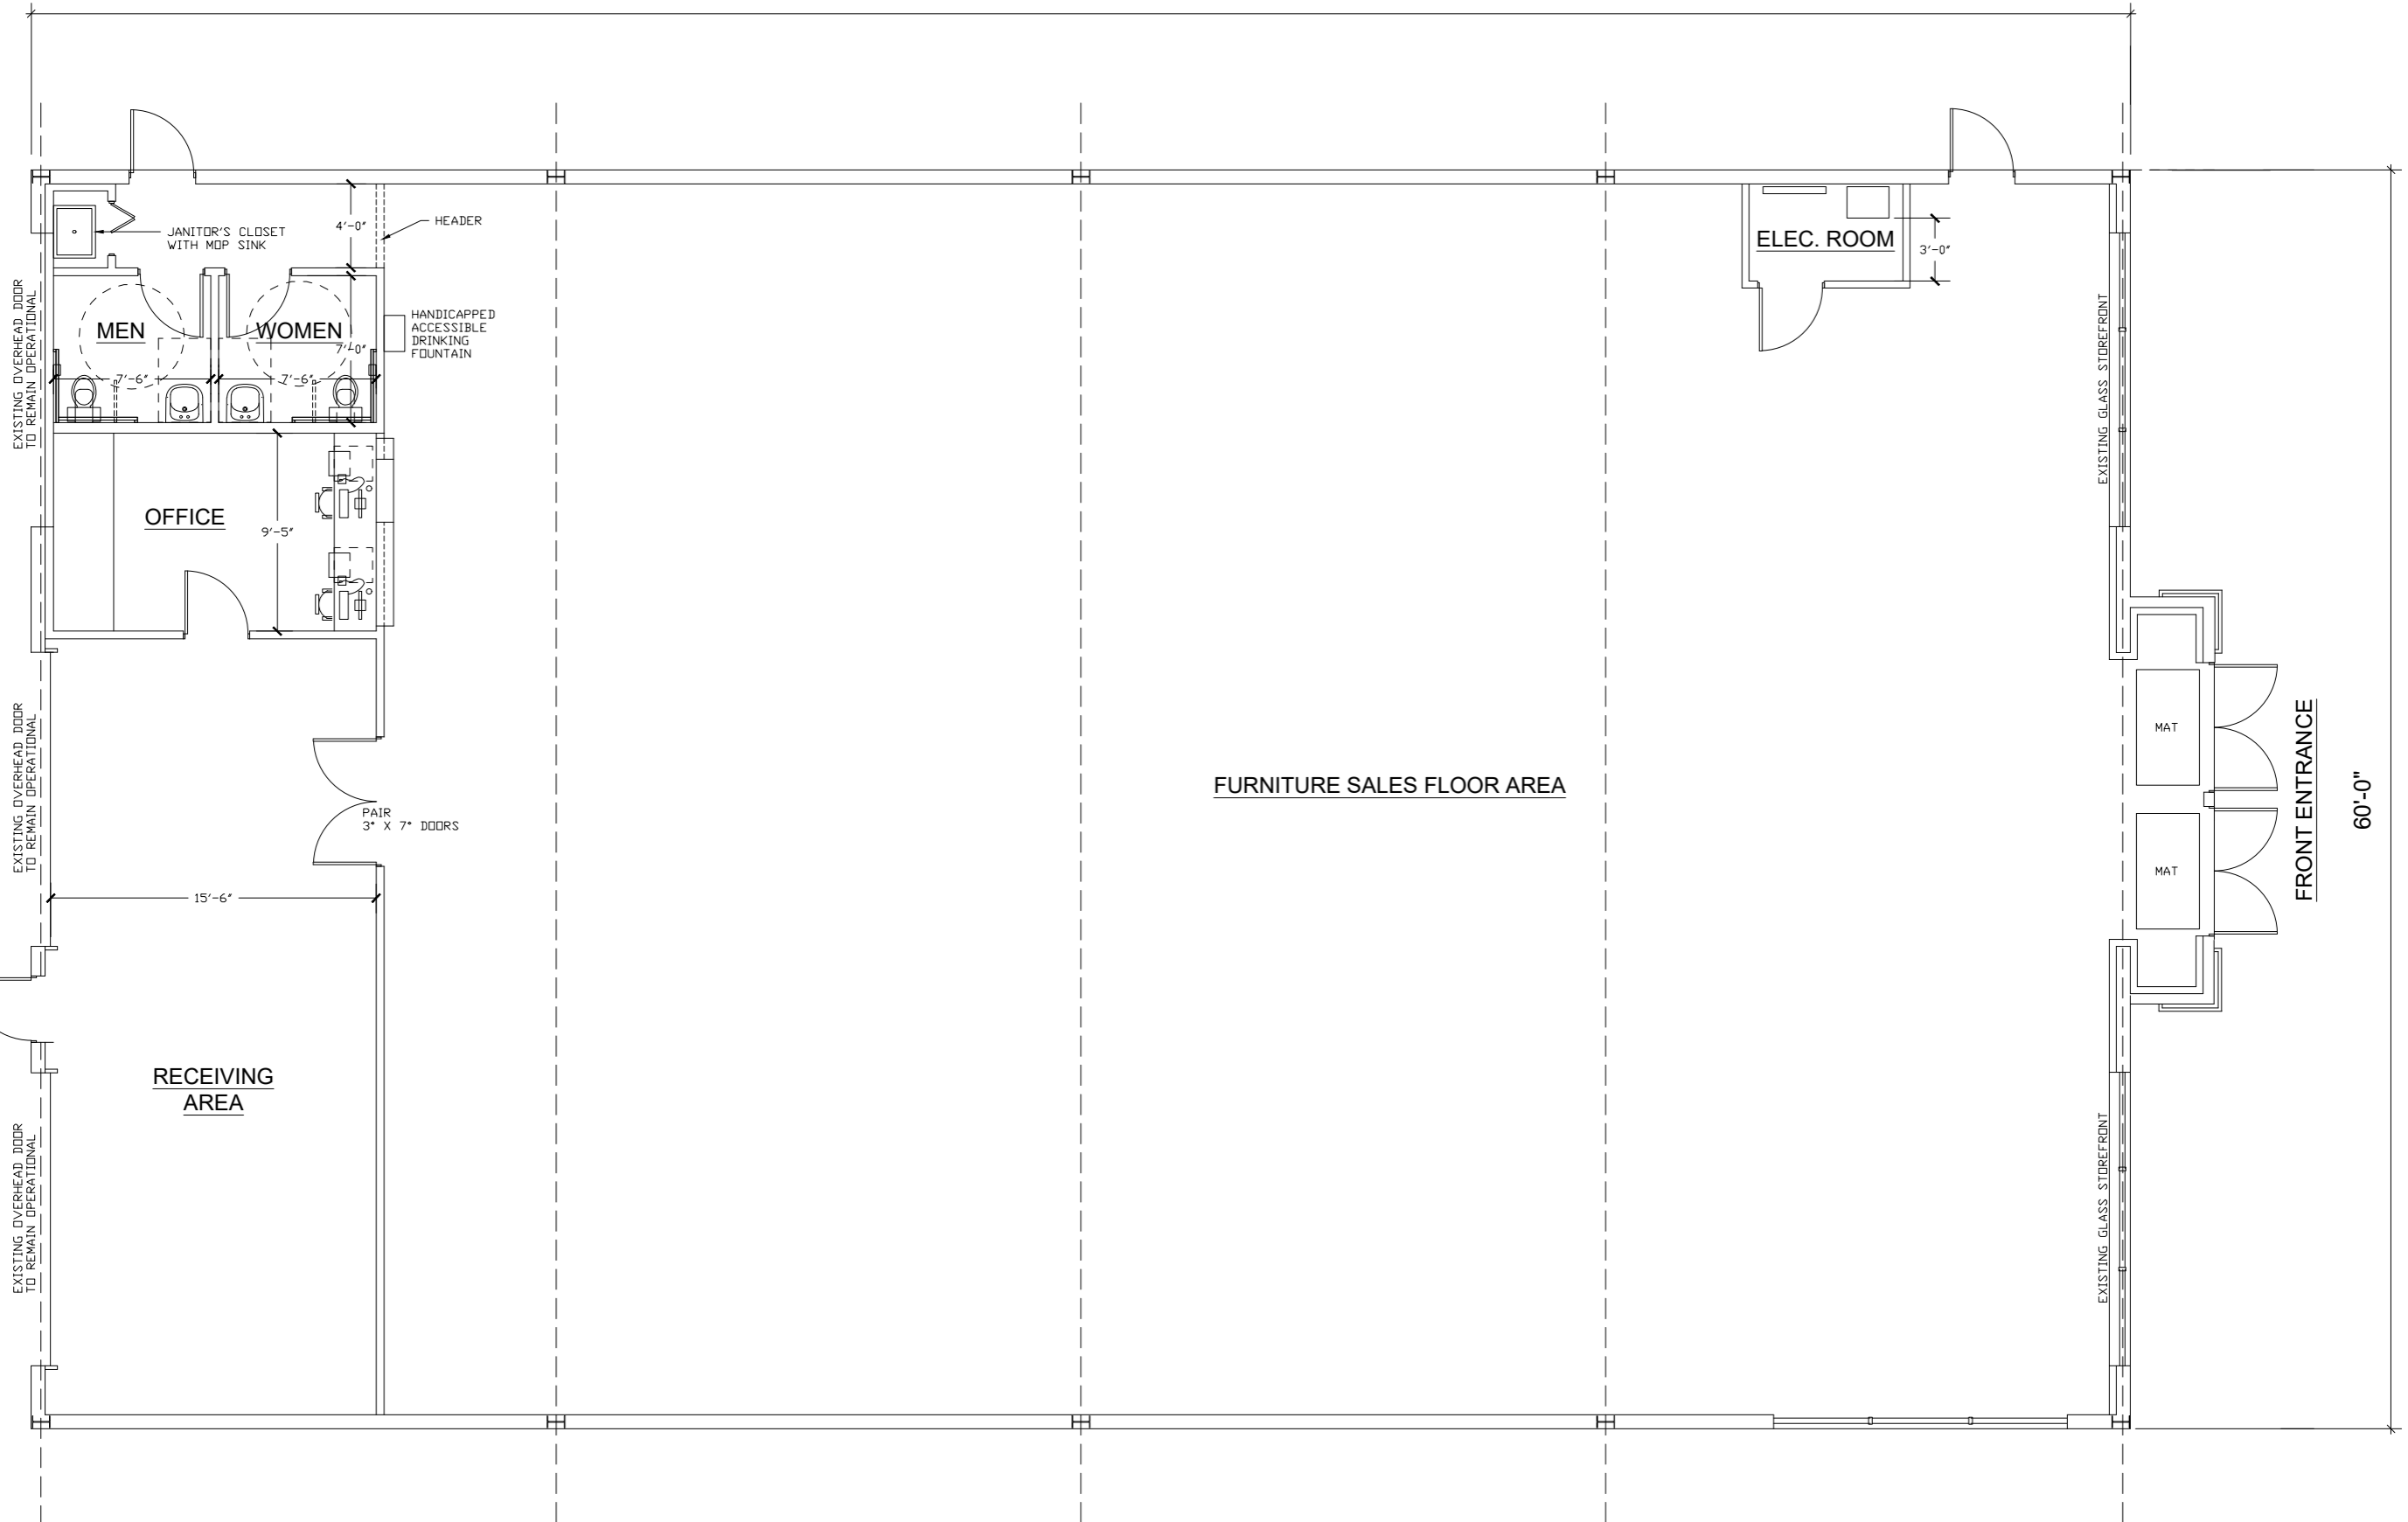 JANITOR'S CLOSET
WITH MOP SINK
4'-0"
HEADER
ELEC. ROOM
3'-0"
EXISTING OVERHEAD DOOR
TO REMAIN OPERATIONAL
MEN
WOMEN
7'-0"
7'-6"
7'-6"
HANDICAPPED
ACCESSIBLE
DRINKING
FOUNTAIN
EXISTING GLASS STOREFRONT
OFFICE
9'-5"
EXISTING OVERHEAD DOOR
TO REMAIN OPERATIONAL
PAIR
3° X 7° DOORS
FURNITURE SALES FLOOR AREA
MAT
MAT
FRONT ENTRANCE
60'-0"
15'-6"
RECEIVING
AREA
EXISTING OVERHEAD DOOR
TO REMAIN OPERATIONAL
EXISTING GLASS STOREFRONT